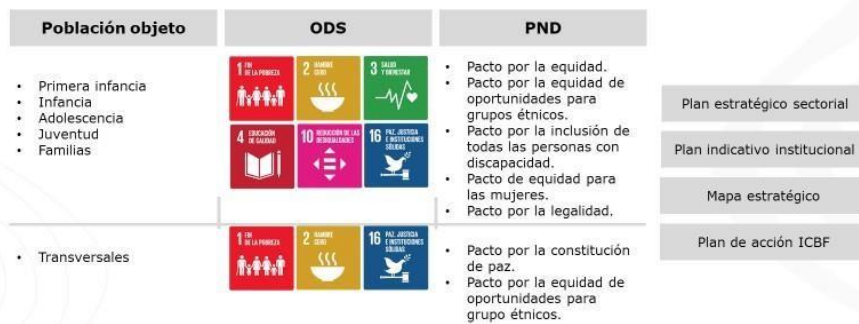 Población objeto
ODS
PND
• Primera infancia
• Infancia
• Adolescencia
• Juventud
• Familias
1 FIN
DE LA POBREZA
2 HAMBRE
CERO
3 SALUD
Y BIENESTAR
4 EDUCACIÓN
DE CALIDAD
10 REDUCCIÓN DE LAS
DESIGUALDADES
16 PAZ, JUSTICIA
E INSTITUCIONES
SÓLIDAS
• Pacto por la equidad.
• Pacto por la equidad de
oportunidades para
grupos étnicos.
• Pacto por la inclusión de
todas las personas con
discapacidad.
• Pacto de equidad para
las mujeres.
• Pacto por la legalidad.
• Transversales
1 FIN
DE LA POBREZA
2 HAMBRE
CERO
16 PAZ, JUSTICIA
E INSTITUCIONES
SÓLIDAS
• Pacto por la constitución
de paz.
• Pacto por la equidad de
oportunidades para
grupo étnicos.
Plan estratégico sectorial
Plan indicativo institucional
Mapa estratégico
Plan de acción ICBF